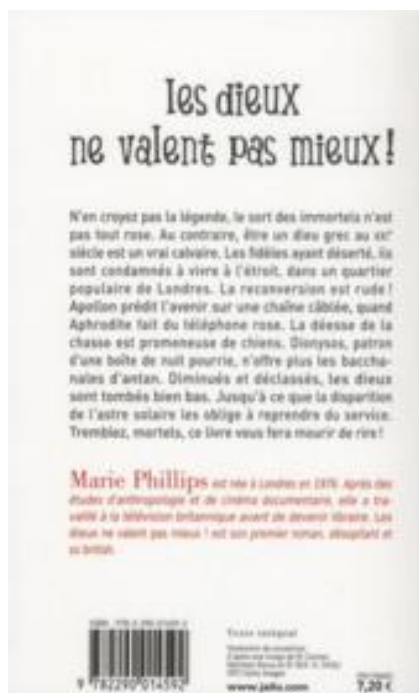 les dieux
ne valent pas mieux!
N'en croyez pas la légende, le sort des immortels n'est
pas tout rose. Au contraire, être un dieu grec au XXIe
siècle est un vrai calvaire. Les fidèles ayant déserté, ils
sont condamnés à vivre à l'étroit, dans un quartier
populaire de Londres. La reconversion est rude!
Apollon prédit l'avenir sur une chaîne câblée, quand
Aphrodite fait du téléphone rose. La déesse de la
chasse est promeneuse de chiens. Dionysos, patron
d'une boîte de nuit pourrie, n'offre plus les baccha-
nales d'antan. Diminués et déclassés, les dieux
sont tombés bien bas. Jusqu'à ce que la disparition
de l'astre solaire les oblige à reprendre du service.
Tremblez, mortels, ce livre vous fera mourir de rire!
Marie Phillips est née à Londres en 1976. Après des
études d'anthropologie et de cinéma documentaire, elle a tra-
vaillé à la télévision britannique avant de devenir libraire. Les
dieux ne valent pas mieux ! est son premier roman, désopilant et
so british.
Texte intégral
www.jailu.com
7,20 €
9 782290 014592